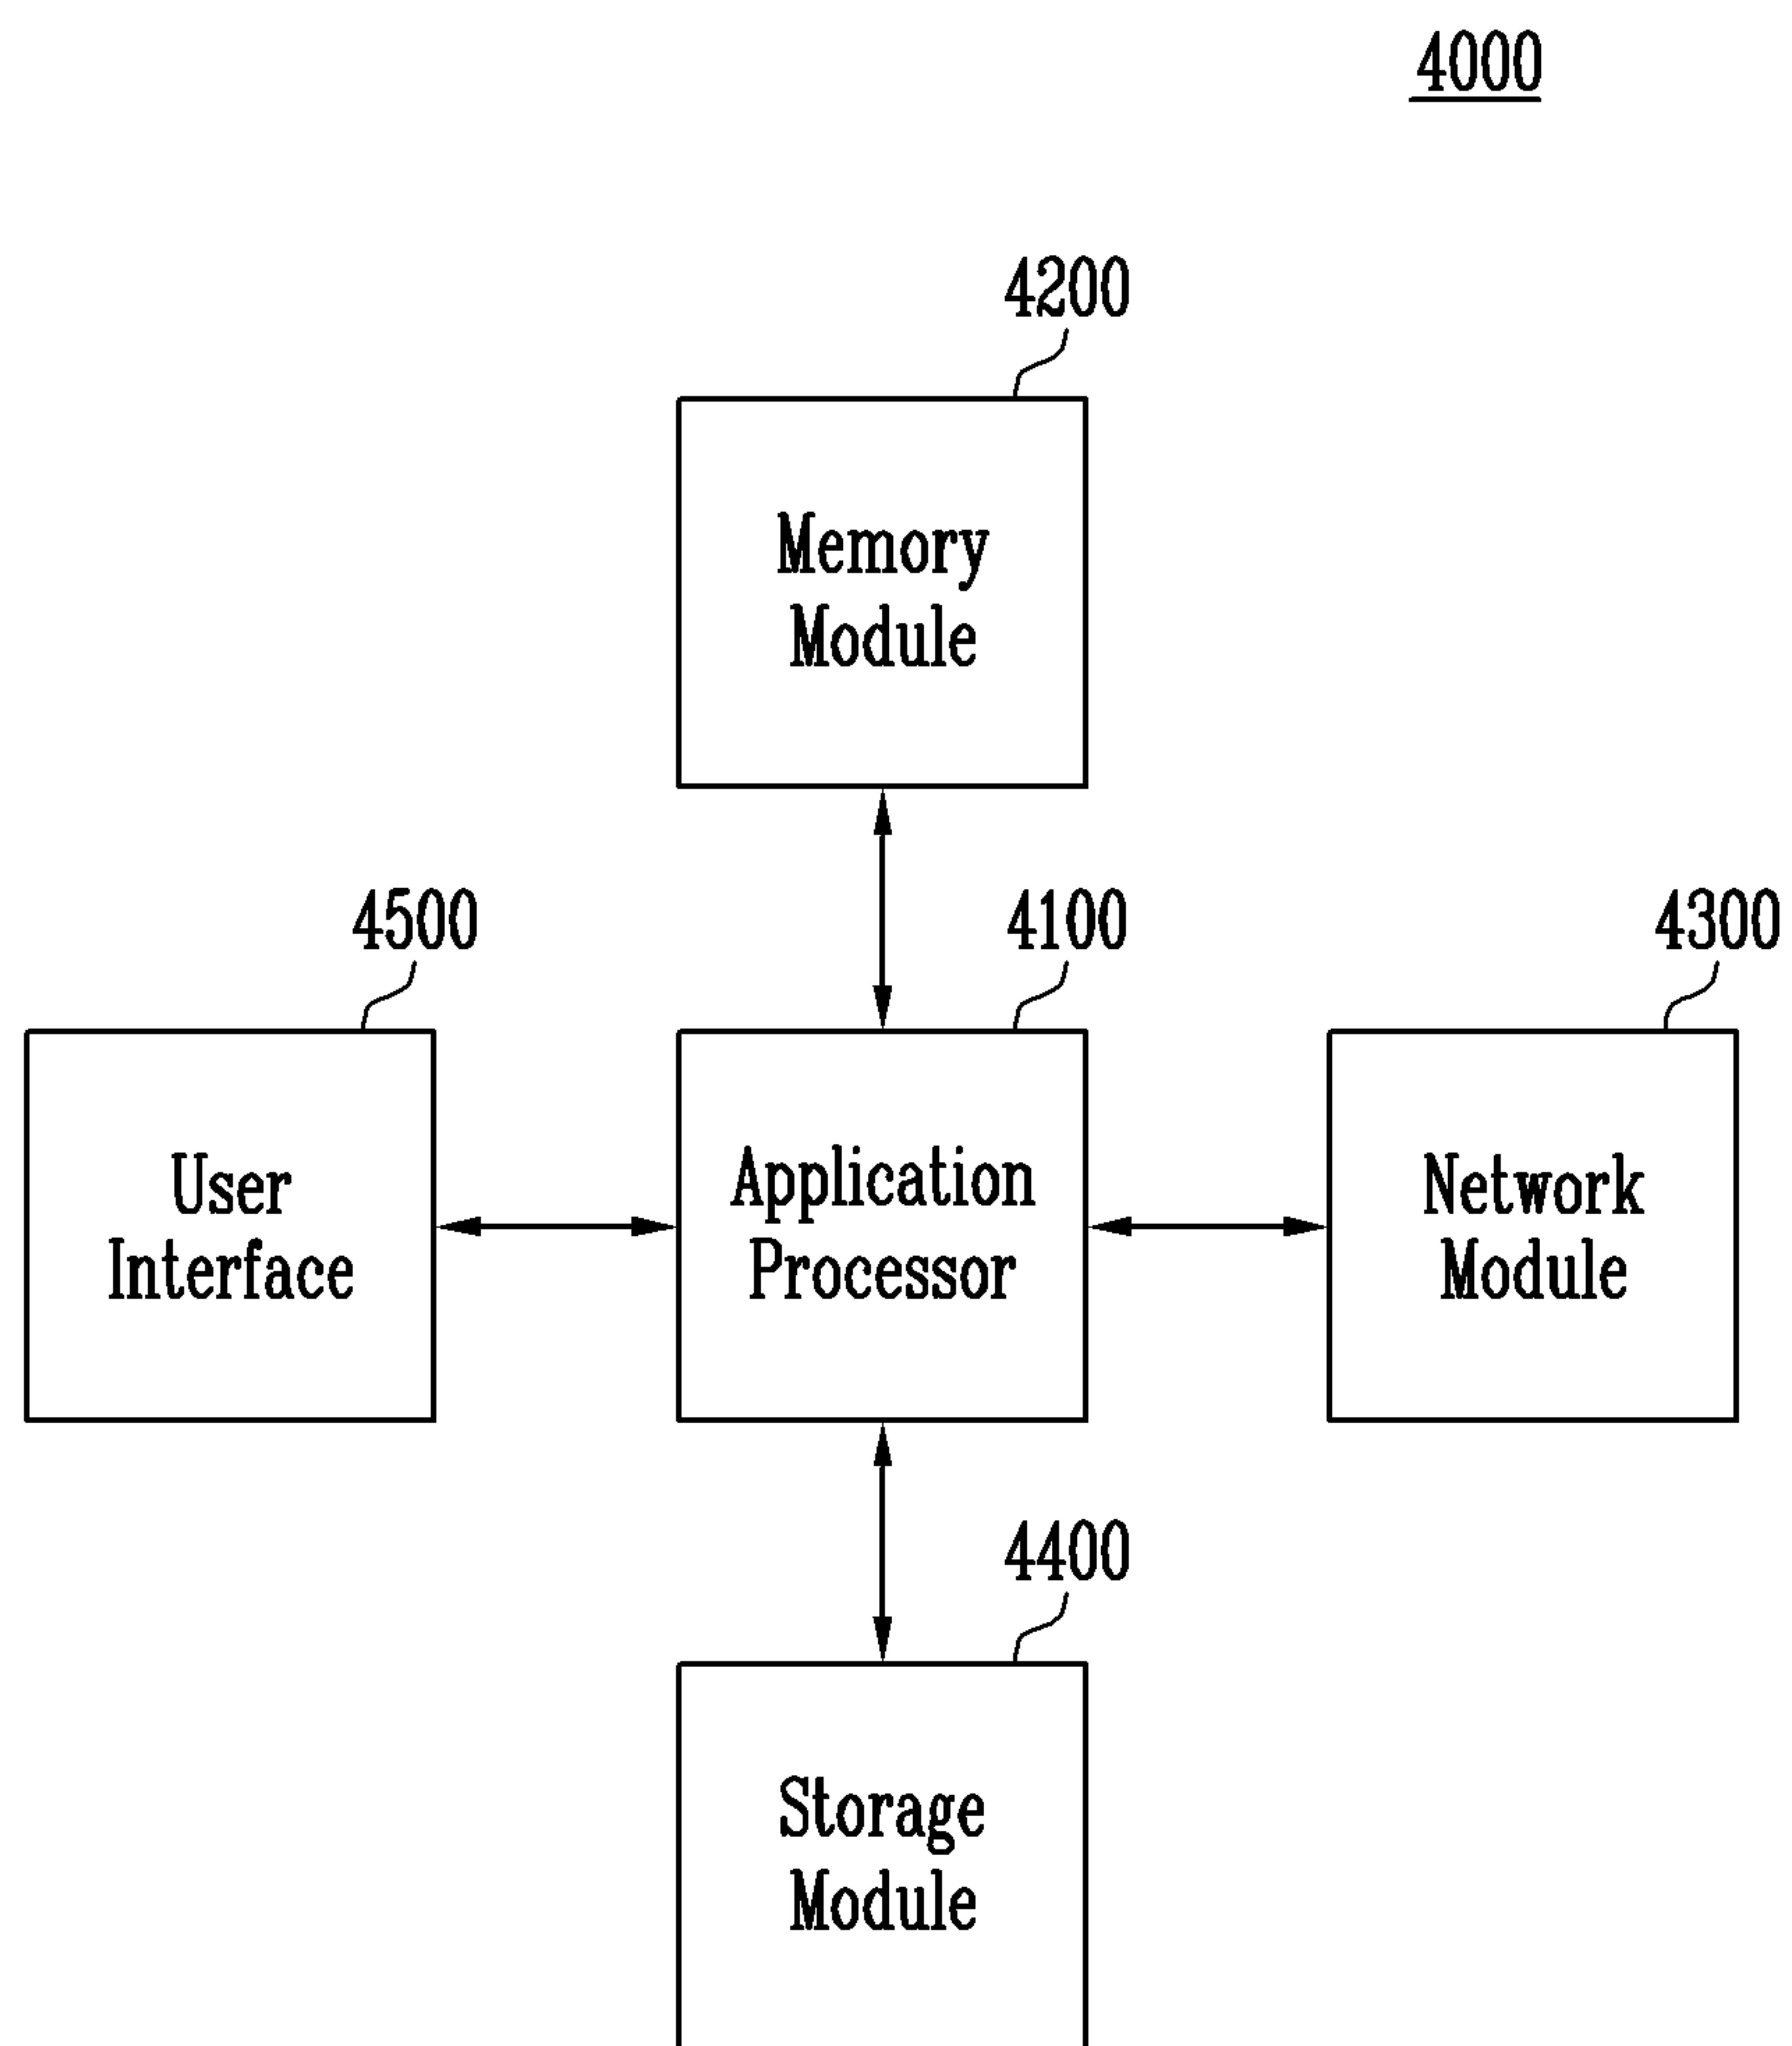 4000
4200
Memory
Module
4500
4100
4300
User
Interface
Application
Processor
Network
Module
4400
Storage
Module